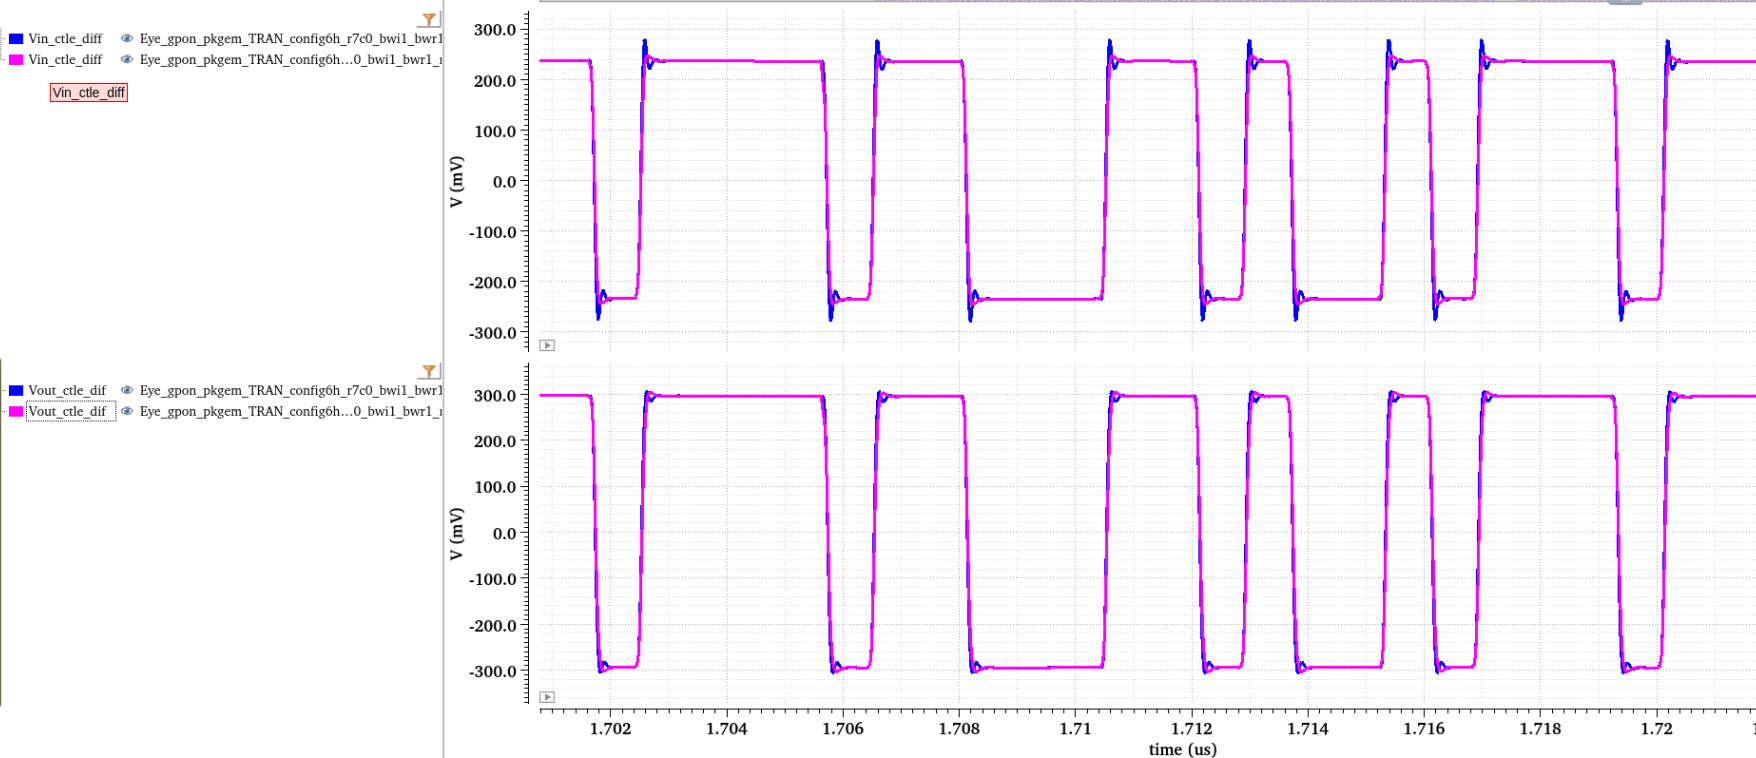 Vin_ctle_diff Eye_gpon_pkgem_TRAN_config6h_r7c0_bwi1_bwr1
Vin_ctle_diff Eye_gpon_pkgem_TRAN_config6h...0_bwi1_bwr1_
Vin_ctle_diff
300.0
200.0
100.0
0.0
-100.0
-200.0
-300.0
V (mV)
Vout_ctle_dif Eye_gpon_pkgem_TRAN_config6h_r7c0_bwi1_bwr1
Vout_ctle_dif Eye_gpon_pkgem_TRAN_config6h...0_bwi1_bwr1_
300.0
200.0
100.0
0.0
-100.0
-200.0
-300.0
V (mV)
1.702 1.704 1.706 1.708 1.71 1.712 1.714 1.716 1.718 1.72
time (us)